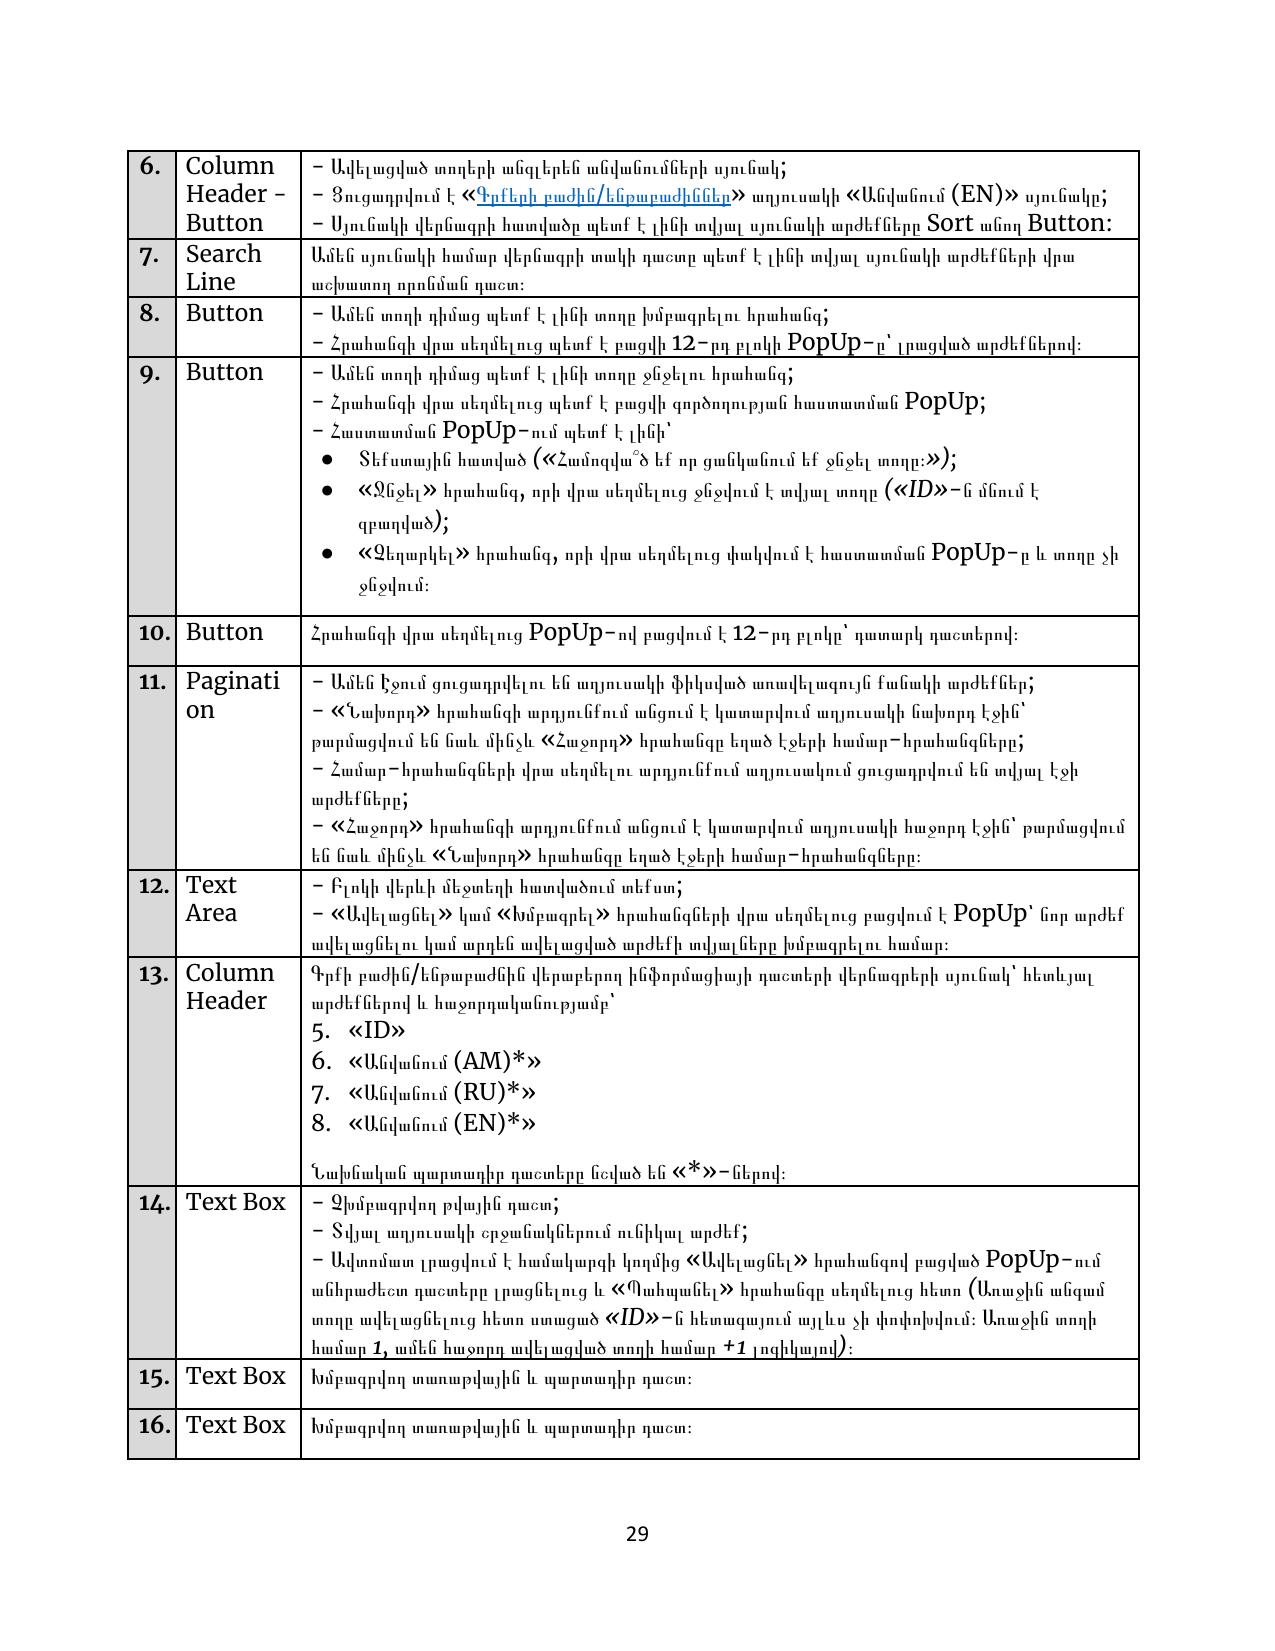 6. Column Header - Button
– Ավելացված տողերի անգլերեն անվանումների սյունակ;
– Ցուցադրվում է «Գրքերի բաժին/ենթաբաժիններ» աղյուսակի «Անվանում (EN)» սյունակը;
– Սյունակի վերնագրի հատվածը պետք է լինի տվյալ սյունակի արժեքները Sort անող Button:
7. Search Line
Ամեն սյունակի համար վերնագրի տակի դաշտը պետք է լինի տվյալ սյունակի արժեքների վրա
աշխատող որոնման դաշտ։
8. Button
– Ամեն տողի դիմաց պետք է լինի տողը խմբագրելու հրահանգ;
– Հրահանգի վրա սեղմելուց պետք է բացվի 12-րդ բլոկի PopUp-ը՝ լրացված արժեքներով։
9. Button
– Ամեն տողի դիմաց պետք է լինի տողը ջնջելու հրահանգ;
– Հրահանգի վրա սեղմելուց պետք է բացվի գործողության հաստատման PopUp;
– Հաստատման PopUp-ում պետք է լինի՝
● Տեքստային հատված («Համոզվա՞ծ եք որ ցանկանում եք ջնջել տողը։»);
● «Ջնջել» հրահանգ, որի վրա սեղմելուց ջնջվում է տվյալ տողը («ID»-ն մնում է
զբաղված);
● «Չեղարկել» հրահանգ, որի վրա սեղմելուց փակվում է հաստատման PopUp-ը և տողը չի
ջնջվում։
10. Button
Հրահանգի վրա սեղմելուց PopUp-ով բացվում է 12-րդ բլոկը՝ դատարկ դաշտերով։
11. Paginati
on
– Ամեն էջում ցուցադրվելու են աղյուսակի ֆիկսված առավելագույն քանակի արժեքներ;
– «Նախորդ» հրահանգի արդյունքում անցում է կատարվում աղյուսակի նախորդ էջին՝
թարմացվում են նաև մինչև «Հաջորդ» հրահանգը եղած էջերի համար-հրահանգները;
– Համար-հրահանգների վրա սեղմելու արդյունքում աղյուսակում ցուցադրվում են տվյալ էջի
արժեքները;
– «Հաջորդ» հրահանգի արդյունքում անցում է կատարվում աղյուսակի հաջորդ էջին՝ թարմացվում
են նաև մինչև «Նախորդ» հրահանգը եղած էջերի համար-հրահանգները։
12. Text Area
– Բլոկի վերևի մեջտեղի հատվածում տեքստ;
– «Ավելացնել» կամ «Խմբագրել» հրահանգների վրա սեղմելուց բացվում է PopUp՝ նոր արժեք
ավելացնելու կամ արդեն ավելացված արժեքի տվյալները խմբագրելու համար։
13. Column Header
Գրքի բաժին/ենթաբաժնին վերաբերող ինֆորմացիայի դաշտերի վերնագրերի սյունակ՝ հետևյալ
արժեքներով և հաջորդականությամբ՝
5. «ID»
6. «Անվանում (AM)*»
7. «Անվանում (RU)*»
8. «Անվանում (EN)*»
Նախնական պարտադիր դաշտերը նշված են «*»-ներով։
14. Text Box
– Չխմբագրվող թվային դաշտ;
– Տվյալ աղյուսակի շրջանակներում ունիկալ արժեք;
– Ավտոմատ լրացվում է համակարգի կողմից «Ավելացնել» հրահանգով բացված PopUp-ում
անհրաժեշտ դաշտերը լրացնելուց և «Պահպանել» հրահանգը սեղմելուց հետո (Առաջին անգամ
տողը ավելացնելուց հետո ստացած «ID»-ն հետագայում այլևս չի փոփոխվում։ Առաջին տողի
համար 1, ամեն հաջորդ ավելացված տողի համար +1 լոգիկայով)։
15. Text Box
Խմբագրվող տառաթվային և պարտադիր դաշտ։
16. Text Box
Խմբագրվող տառաթվային և պարտադիր դաշտ։
29